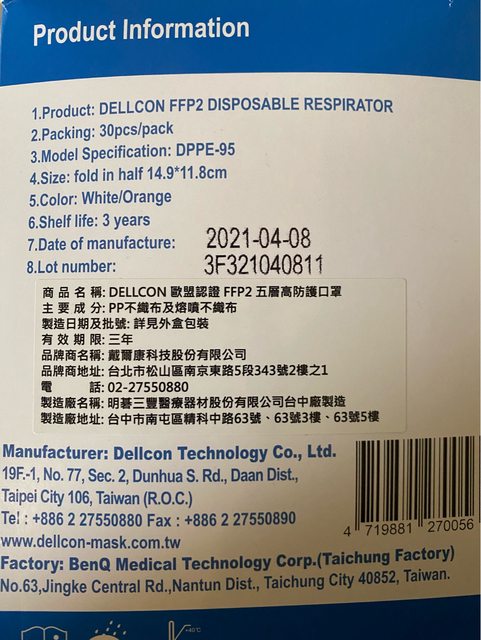 Product Information
1.Product: DELLCON FFP2 DISPOSABLE RESPIRATOR
2.Packing: 30pcs/pack
3.Model Specification: DPPE-95
4.Size: fold in half 14.9*11.8cm
5.Color: White/Orange
6.Shelf life: 3 years
7.Date of manufacture: 2021-04-08
8.Lot number: 3F321040811
商品名稱: DELLCON 歐盟認證 FFP2 五層高防護口罩
主要成分: PP不織布及熔噴不織布
製造日期及批號: 詳見外盒包裝
有效期限: 三年
品牌商名稱: 戴爾康科技股份有限公司
品牌商地址: 台北市松山區南京東路5段343號2樓之1
電話: 02-27550880
製造廠名稱: 明碁三豐醫療器材股份有限公司台中廠製造
製造廠地址: 台中市南屯區精科中路63號、63號3樓、63號5樓
Manufacturer: Dellcon Technology Co., Ltd.
19F.-1, No. 77, Sec. 2, Dunhua S. Rd., Daan Dist.,
Taipei City 106, Taiwan (R.O.C.)
Tel : +886 2 27550880 Fax : +886 2 27550890
www.dellcon-mask.com.tw
4 719881 270056
Factory: BenQ Medical Technology Corp.(Taichung Factory)
No.63,Jingke Central Rd.,Nantun Dist., Taichung City 40852, Taiwan.
+40°C